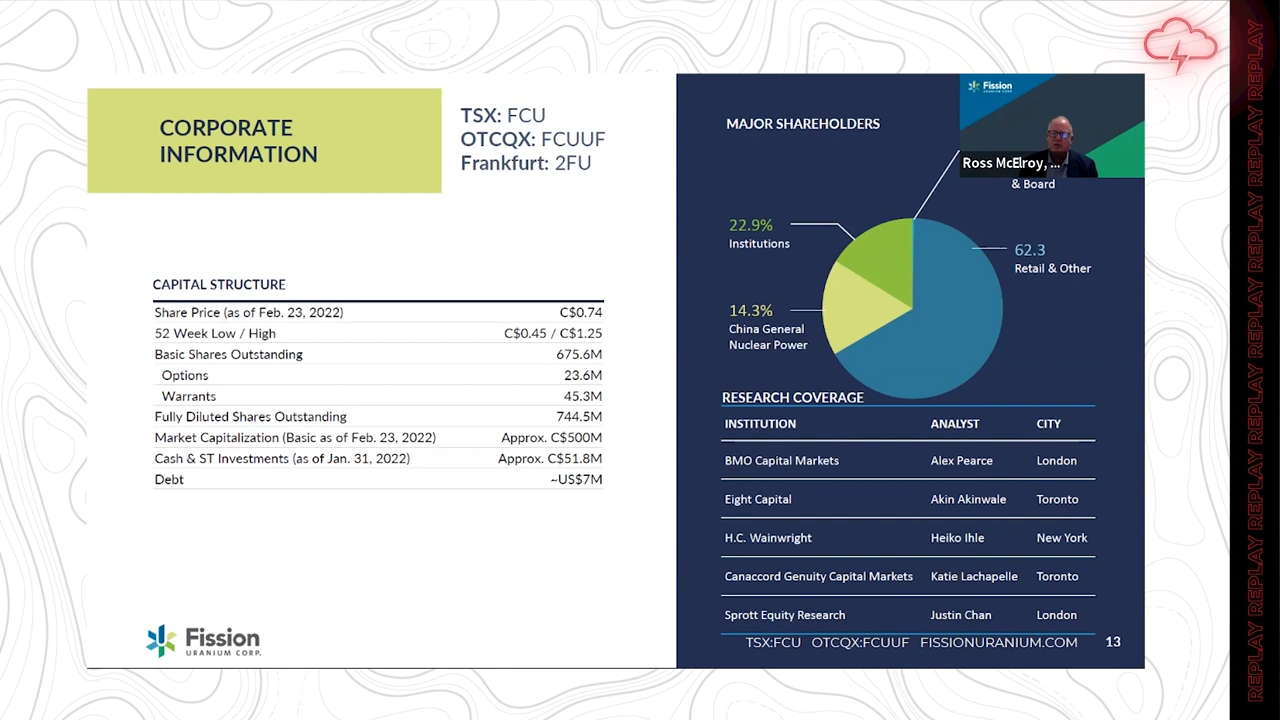 CORPORATE
INFORMATION
TSX: FCU
OTCQX: FCUUF
Frankfurt: 2FU
CAPITAL STRUCTURE
Share Price (as of Feb. 23, 2022) C$0.74
52 Week Low / High C$0.45 / C$1.25
Basic Shares Outstanding 675.6M
Options 23.6M
Warrants 45.3M
Fully Diluted Shares Outstanding 744.5M
Market Capitalization (Basic as of Feb. 23, 2022) Approx. C$500M
Cash & ST Investments (as of Jan. 31, 2022) Approx. C$51.8M
Debt ~US$7M
Fission
URANIUM CORP.
MAJOR SHAREHOLDERS
Fission
URANIUM CORP.
Ross McElroy, ...
& Board
22.9%
Institutions
62.3
Retail & Other
14.3%
China General
Nuclear Power
RESEARCH COVERAGE
INSTITUTION ANALYST CITY
BMO Capital Markets Alex Pearce London
Eight Capital Akin Akinwale Toronto
H.C. Wainwright Heiko Ihle New York
Canaccord Genuity Capital Markets Katie Lachapelle Toronto
Sprott Equity Research Justin Chan London
TSX:FCU OTCQX:FCUUF FISSIONURANIUM.COM 13
REPLAY REPLAY REPLAY REPLAY REPLAY REPLAY REPLAY REPLAY REPLAY